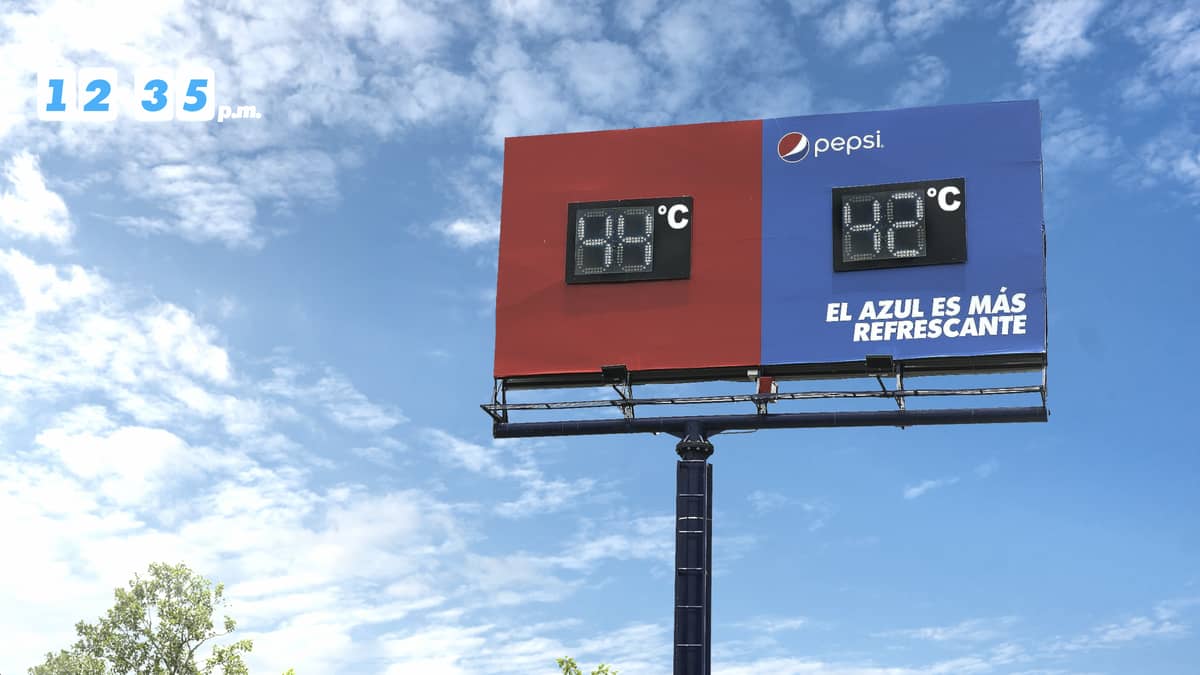 12 35 p.m.
pepsi
44 °C
42 °C
EL AZUL ES MÁS
REFRESCANTE